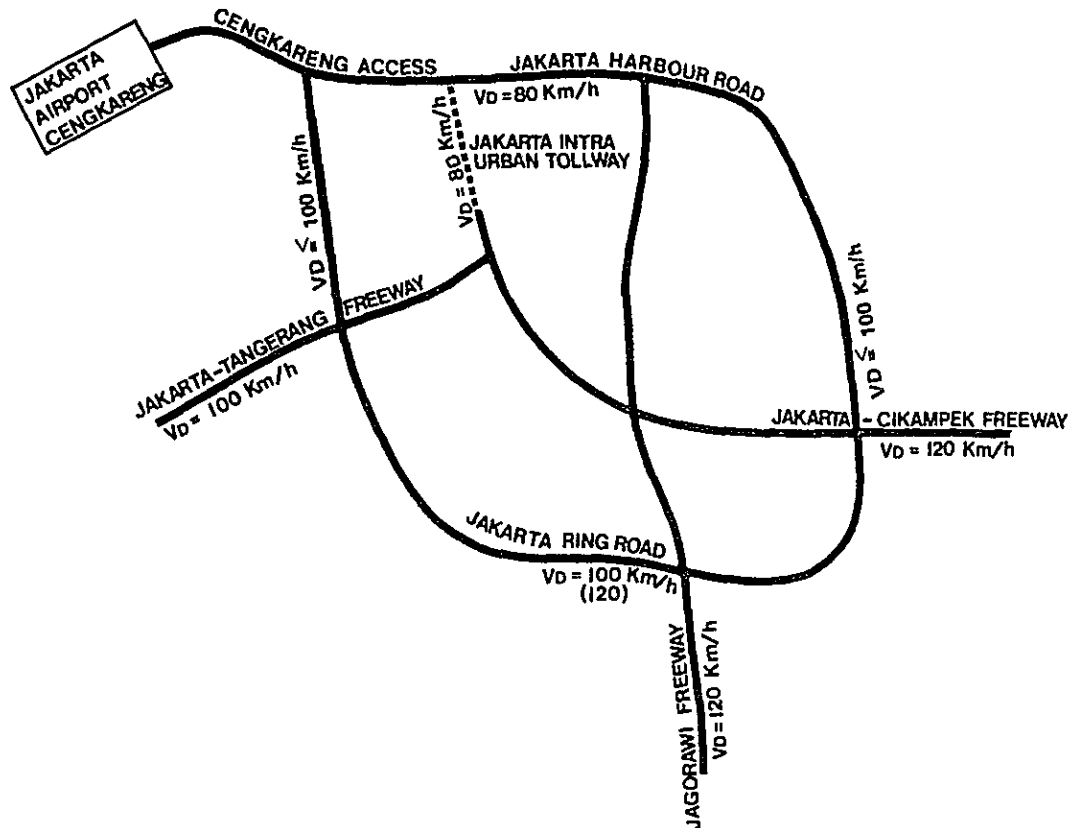 JAKARTA
AIRPORT
CENGKARENG
CENGKARENG ACCESS
JAKARTA HARBOUR ROAD
VD = 80 Km/h
VD = 80 Km/h
JAKARTA INTRA
URBAN TOLLWAY
VD ≤ 100 Km/h
JAKARTA-TANGERANG FREEWAY
VD = 100 Km/h
VD ≤ 100 Km/h
JAKARTA - CIKAMPEK FREEWAY
VD = 120 Km/h
JAKARTA RING ROAD
VD = 100 Km/h
(120)
JAGORAWI FREEWAY
VD = 120 Km/h